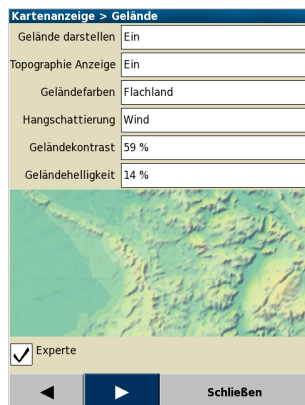 Kartenanzeige > Gelände
Gelände darstellen Ein
Topographie Anzeige Ein
Geländefarben Flachland
Hangschattierung Wind
Geländekontrast 59 %
Geländehelligkeit 14 %
Experte
Schließen